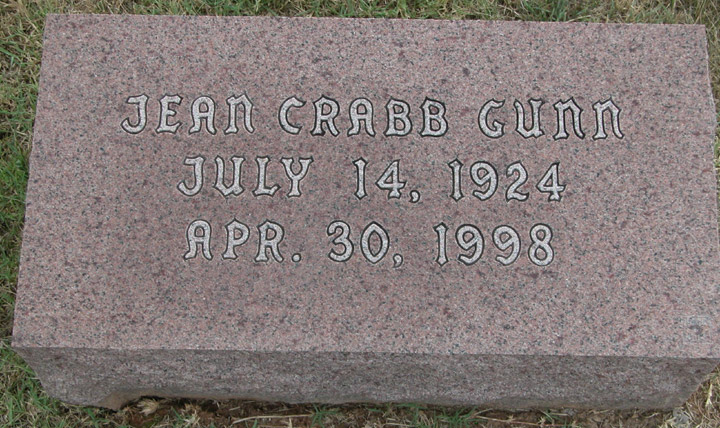 JEAN CRABB GUNN
JULY 14, 1924
APR. 30, 1998